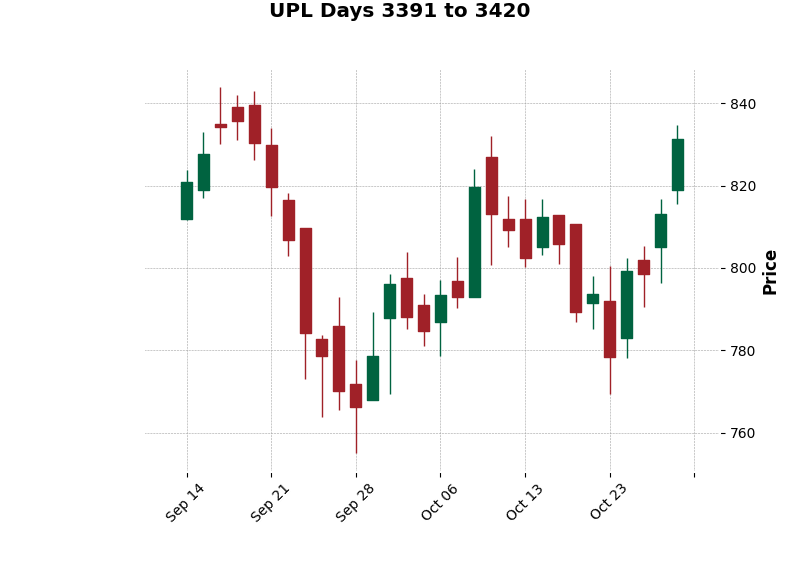 UPL Days 3391 to 3420
840
820
800
780
760
Price
Sep 14
Sep 21
Sep 28
Oct 06
Oct 13
Oct 23